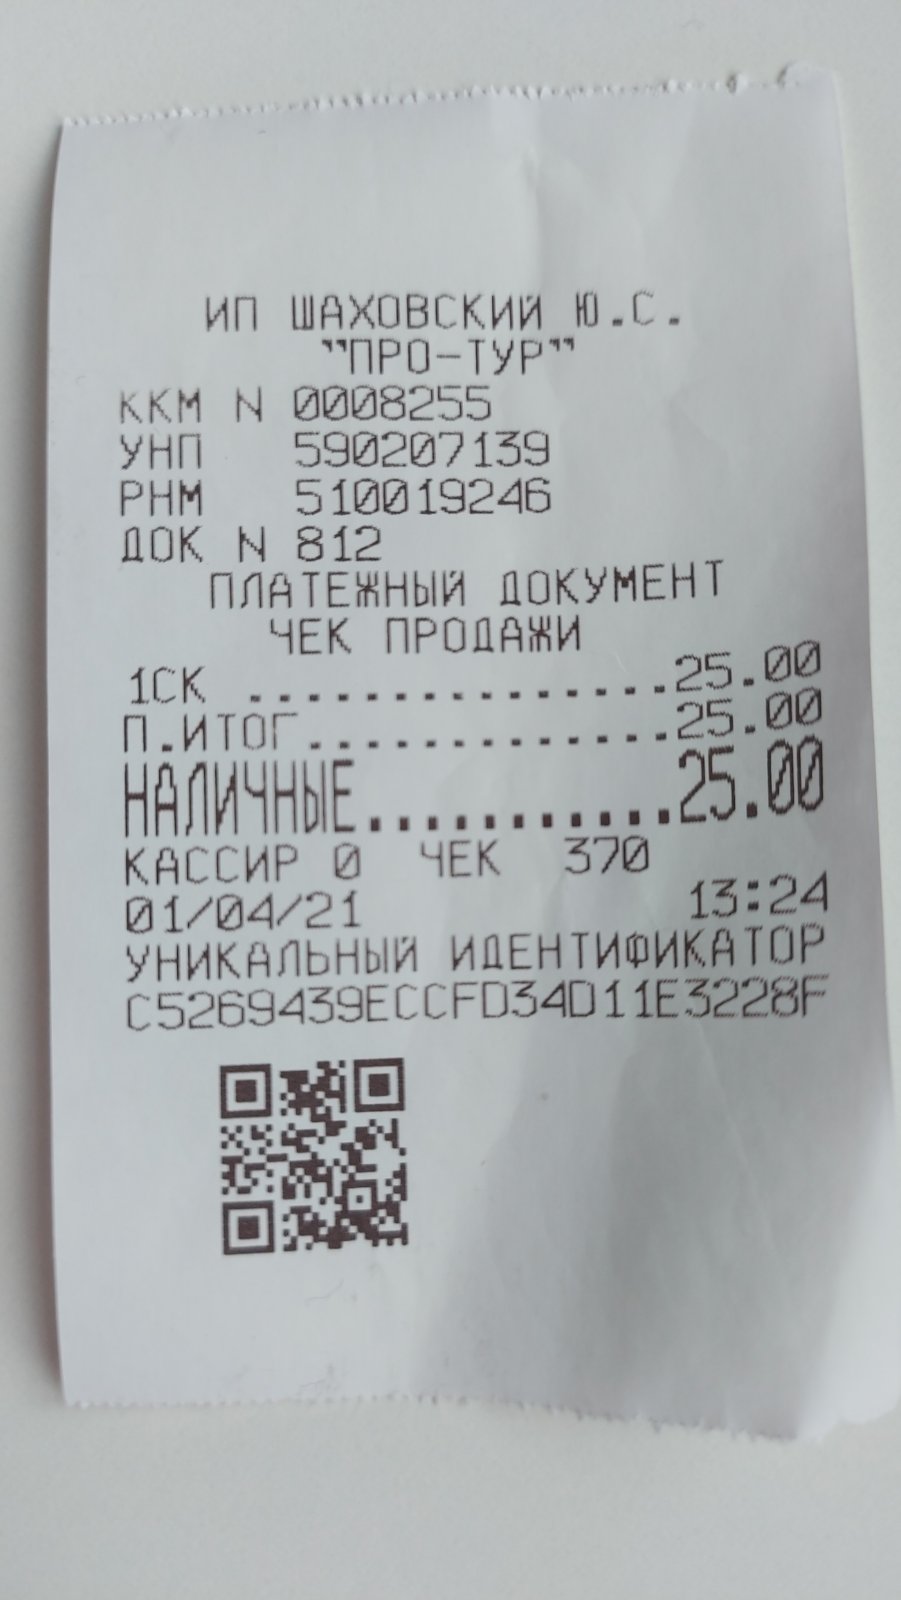 ИП ШАХОВСКИЙ Ю.С.
"ПРО-ТУР"
ККМ N 0008255
УНП 590207139
РНМ 510019246
ДОК N 812
ПЛАТЕЖНЫЙ ДОКУМЕНТ
ЧЕК ПРОДАЖИ
1СК ...............25.00
П.ИТОГ.............25.00
НАЛИЧНЫЕ...........25.00
КАССИР 0 ЧЕК 370
01/04/21 13:24
УНИКАЛЬНЫЙ ИДЕНТИФИКАТОР
C5269439ECCFD34D11E3228F